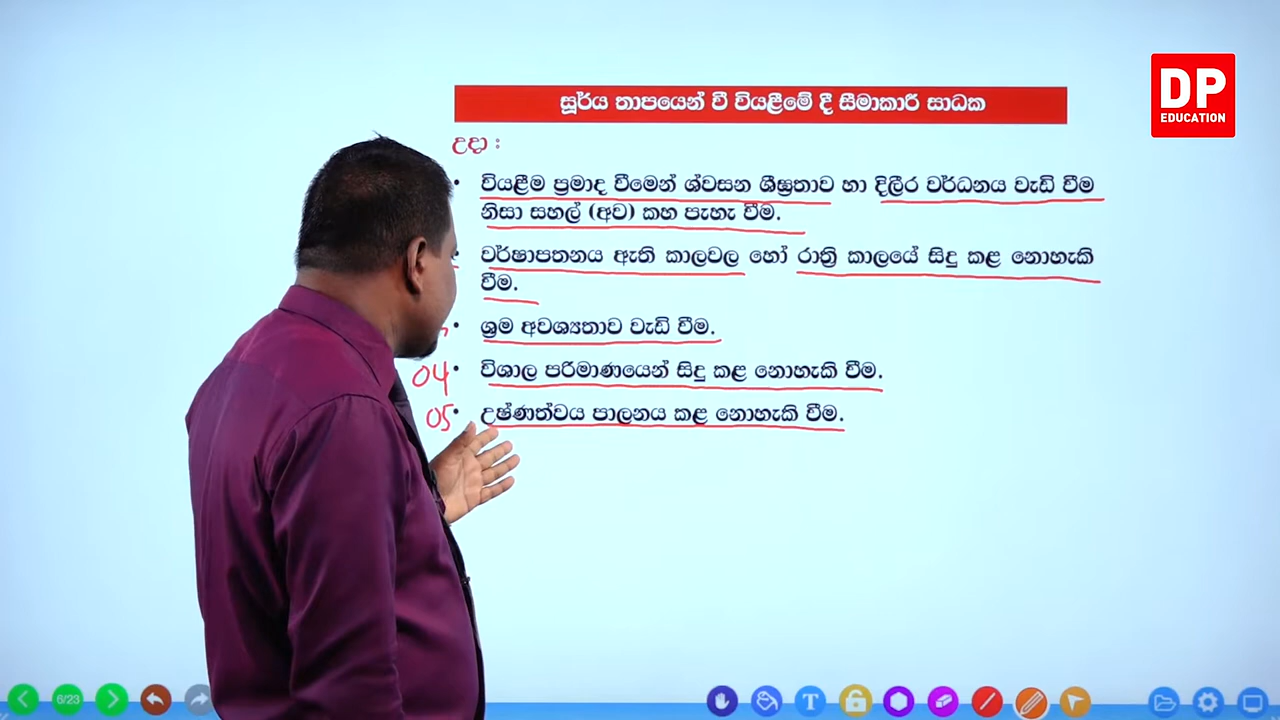 DP
EDUCATION
සූර්ය තාපයෙන් වී වියළීමේ දී සීමාකාරී සාධක
උදා :
• වියළීම ප්‍රමාද වීමෙන් ශ්වසන ශීඝ්‍රතාව හා දිලීර වර්ධනය වැඩි වීම
නිසා සහල් (අව) කහ පැහැ වීම.
• වර්ෂාපතනය ඇති කාලවල හෝ රාත්‍රි කාලයේ සිදු කළ නොහැකි
වීම.
• ශ්‍රම අවශ්‍යතාව වැඩි වීම.
04 • විශාල පරිමාණයෙන් සිදු කළ නොහැකි වීම.
05 • උෂ්ණත්වය පාලනය කළ නොහැකි වීම.
6/23
T